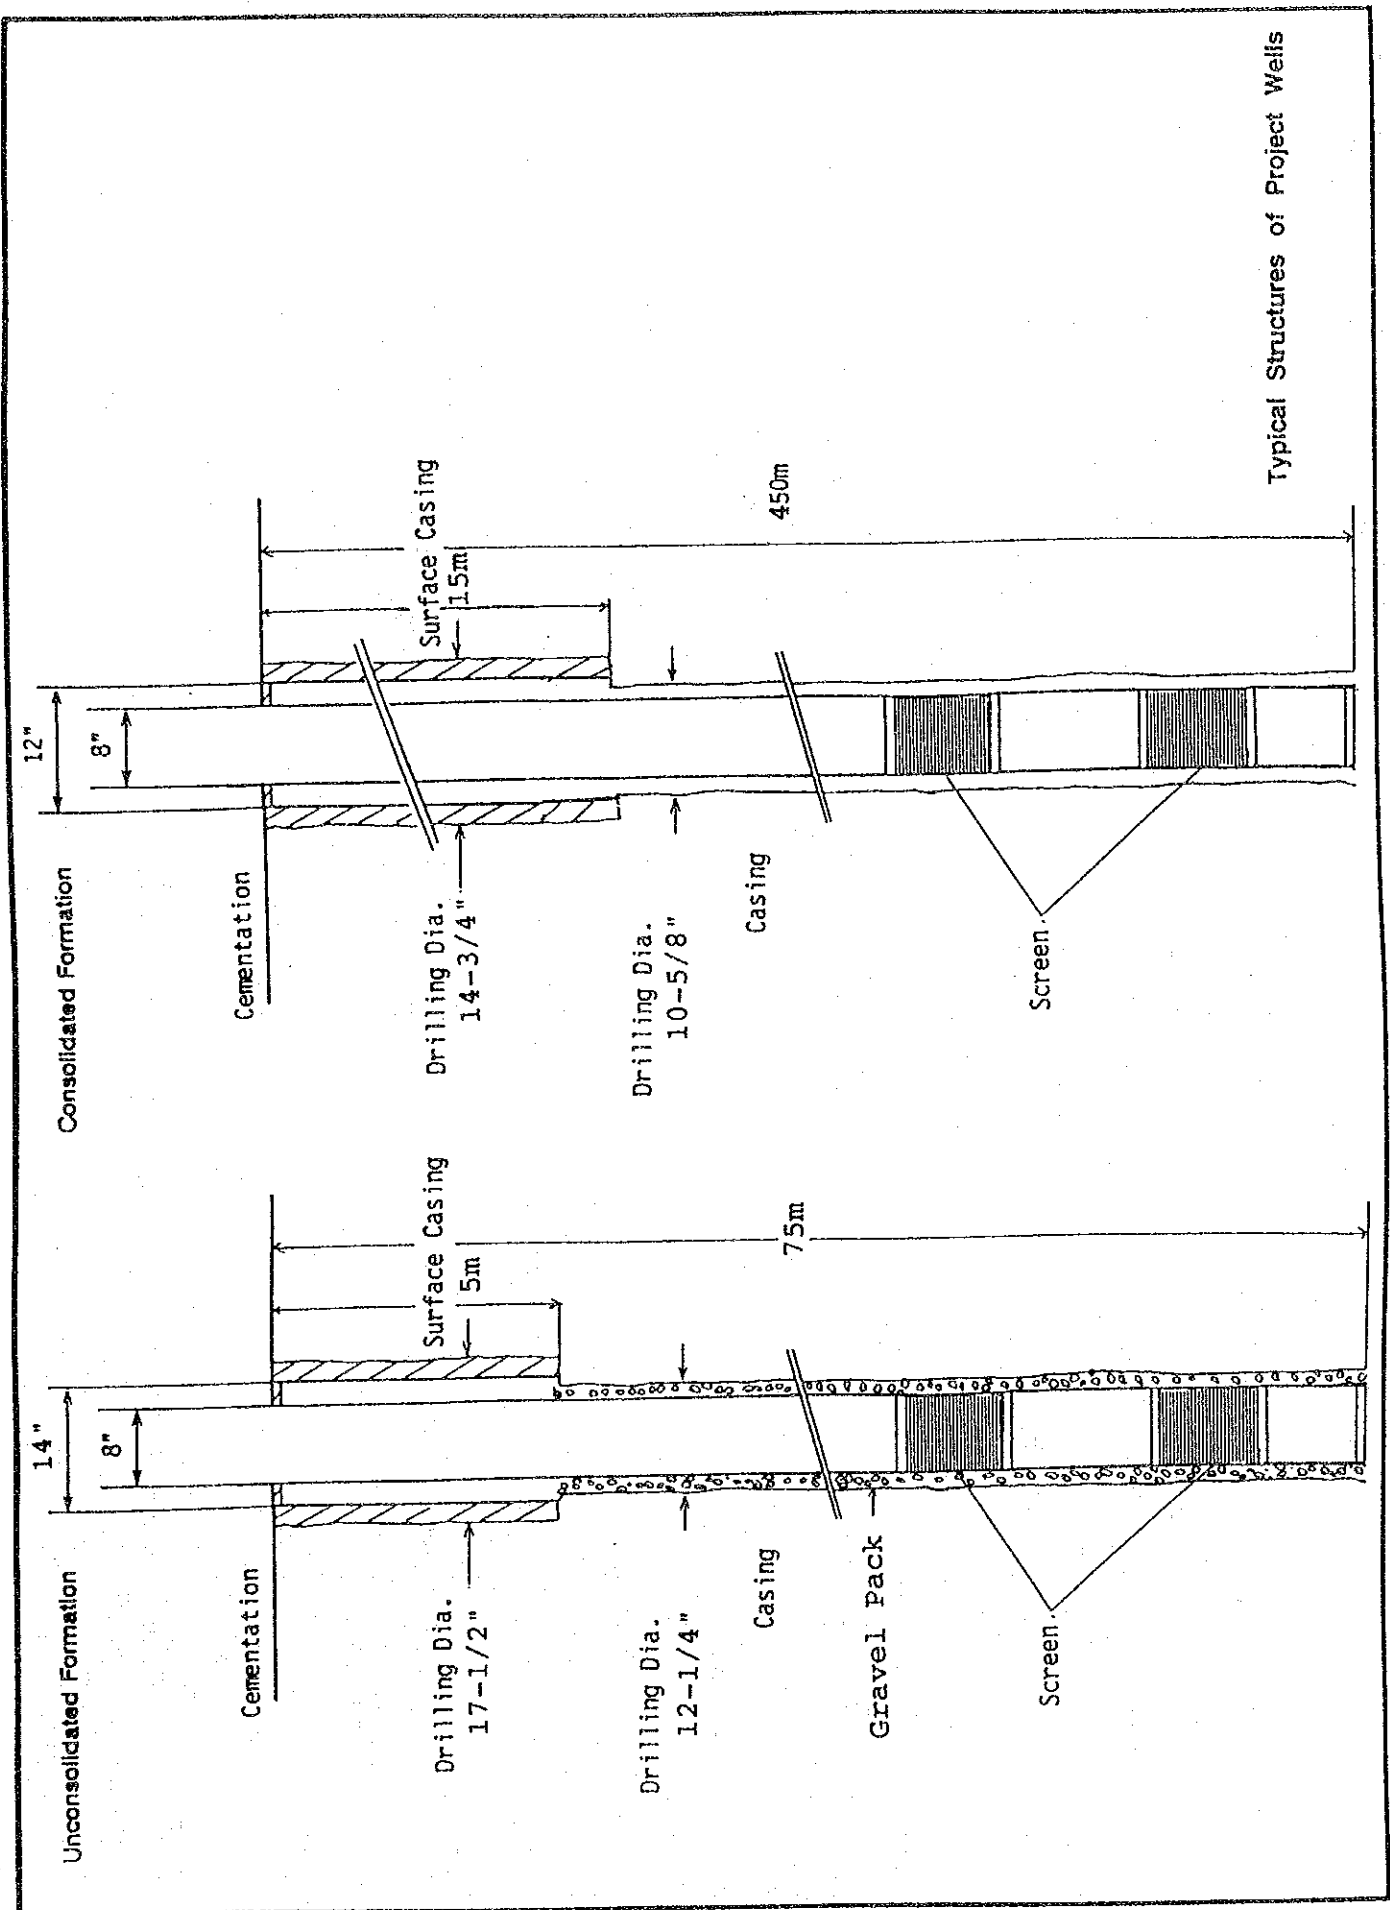 Unconsolidated Formation
14"
8"
Cementation
Surface Casing
5m
Drilling Dia.
17-1/2"
Drilling Dia.
12-1/4"
Casing
75m
Gravel Pack
Screen.
Consolidated Formation
12"
8"
Cementation
Surface Casing
15m
Drilling Dia.
14-3/4"
Drilling Dia.
10-5/8"
Casing
450m
Screen.
Typical Structures of Project Wells